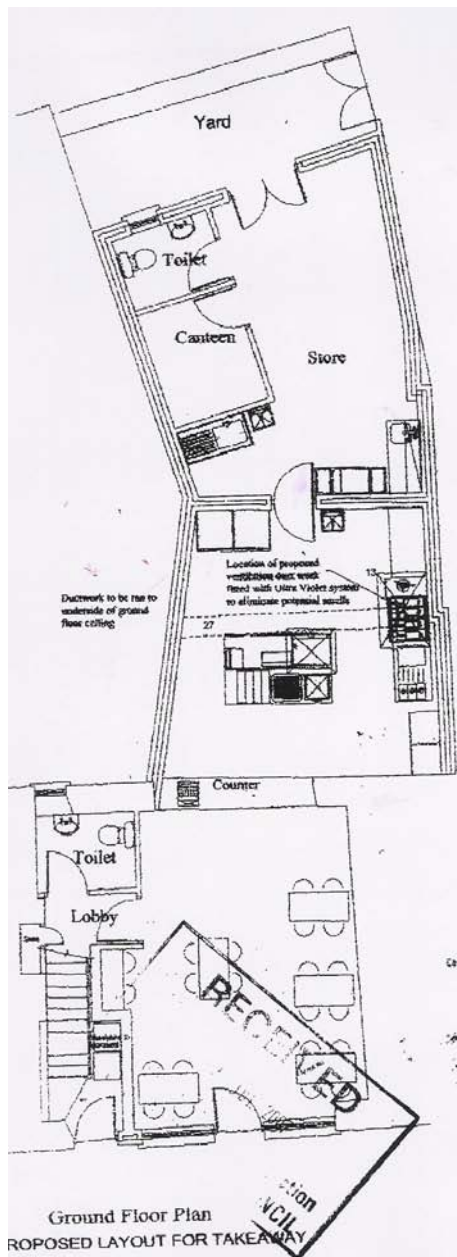 Yard
Toilet
Canteen
Store
Location of proposed
ventilation duct work
fitted with Ultra Violet system
to eliminate potential smells
13
Ductwork to be run to
underside of ground
floor ceiling
27
Counter
Toilet
Lobby
RECEIVED
ction
NCIL
Ground Floor Plan
ROPOSED LAYOUT FOR TAKEAWAY